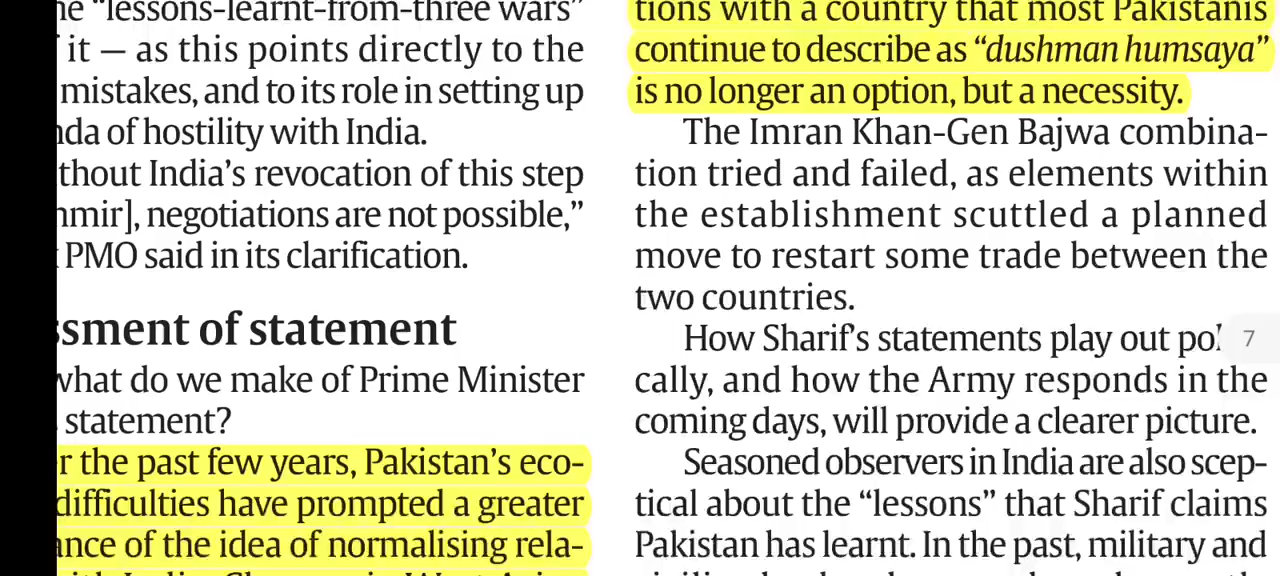 "lessons-learnt-from-three wars"
it — as this points directly to the
mistakes, and to its role in setting up
of hostility with India.
India's revocation of this step
negotiations are not possible,"
PMO said in its clarification.
of statement
what do we make of Prime Minister
statement?
the past few years, Pakistan's eco-
difficulties have prompted a greater
of the idea of normalising rela-
tions with a country that most Pakistanis
continue to describe as "dushman humsaya"
is no longer an option, but a necessity.
The Imran Khan-Gen Bajwa combina-
tion tried and failed, as elements within
the establishment scuttled a planned
move to restart some trade between the
two countries.
How Sharif's statements play out
cally, and how the Army responds in the
coming days, will provide a clearer picture.
Seasoned observers in India are also scep-
tical about the "lessons" that Sharif claims
Pakistan has learnt. In the past, military and
7